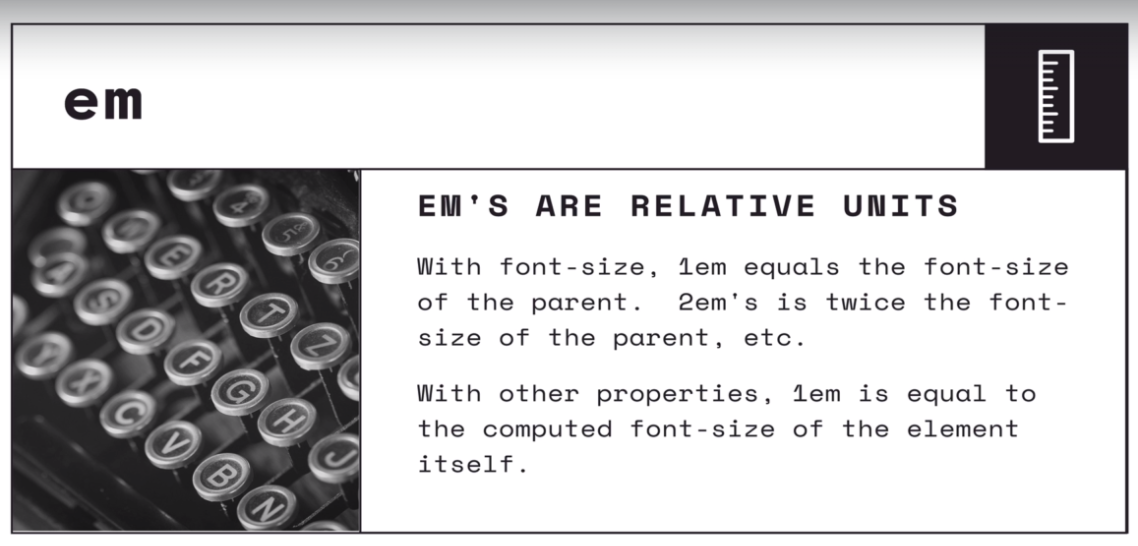 em
EM'S ARE RELATIVE UNITS
With font-size, 1em equals the font-size
of the parent.  2em's is twice the font-
size of the parent, etc.
With other properties, 1em is equal to
the computed font-size of the element
itself.
4
E R T Z
A S D F G H J
Y X C V B N